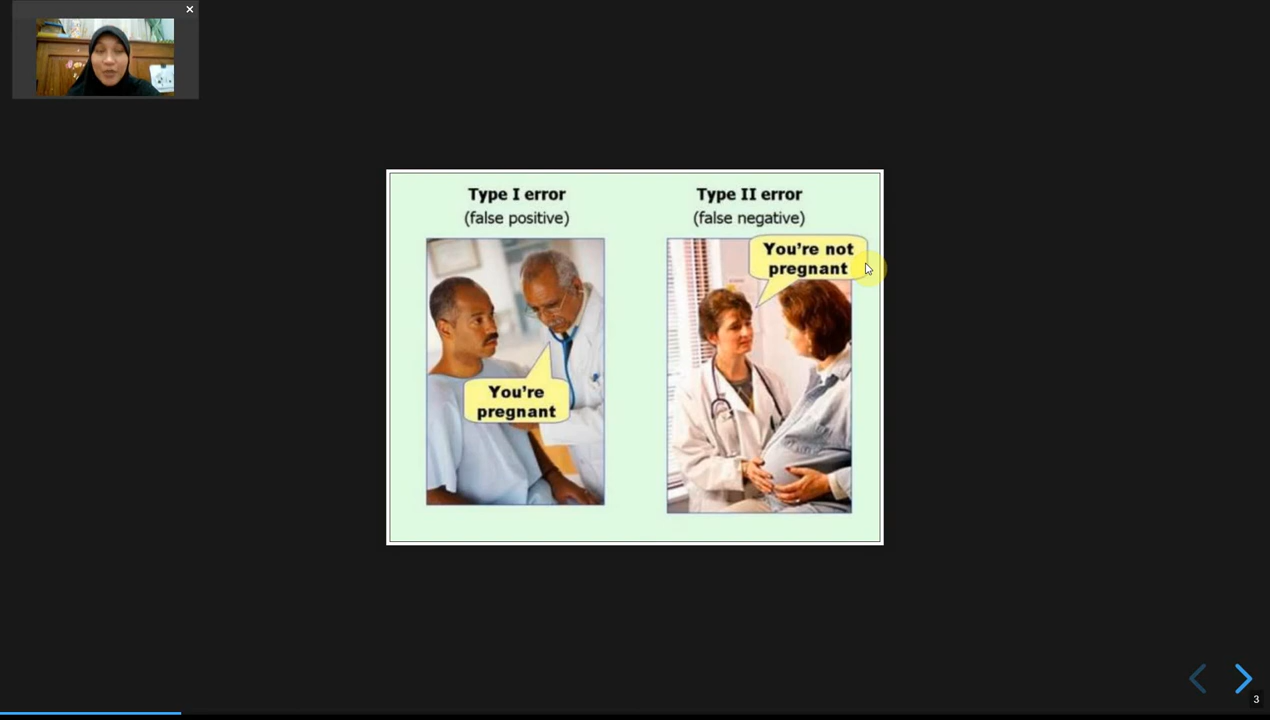 Type I error
(false positive)
You're
pregnant
Type II error
(false negative)
You're not
pregnant
3